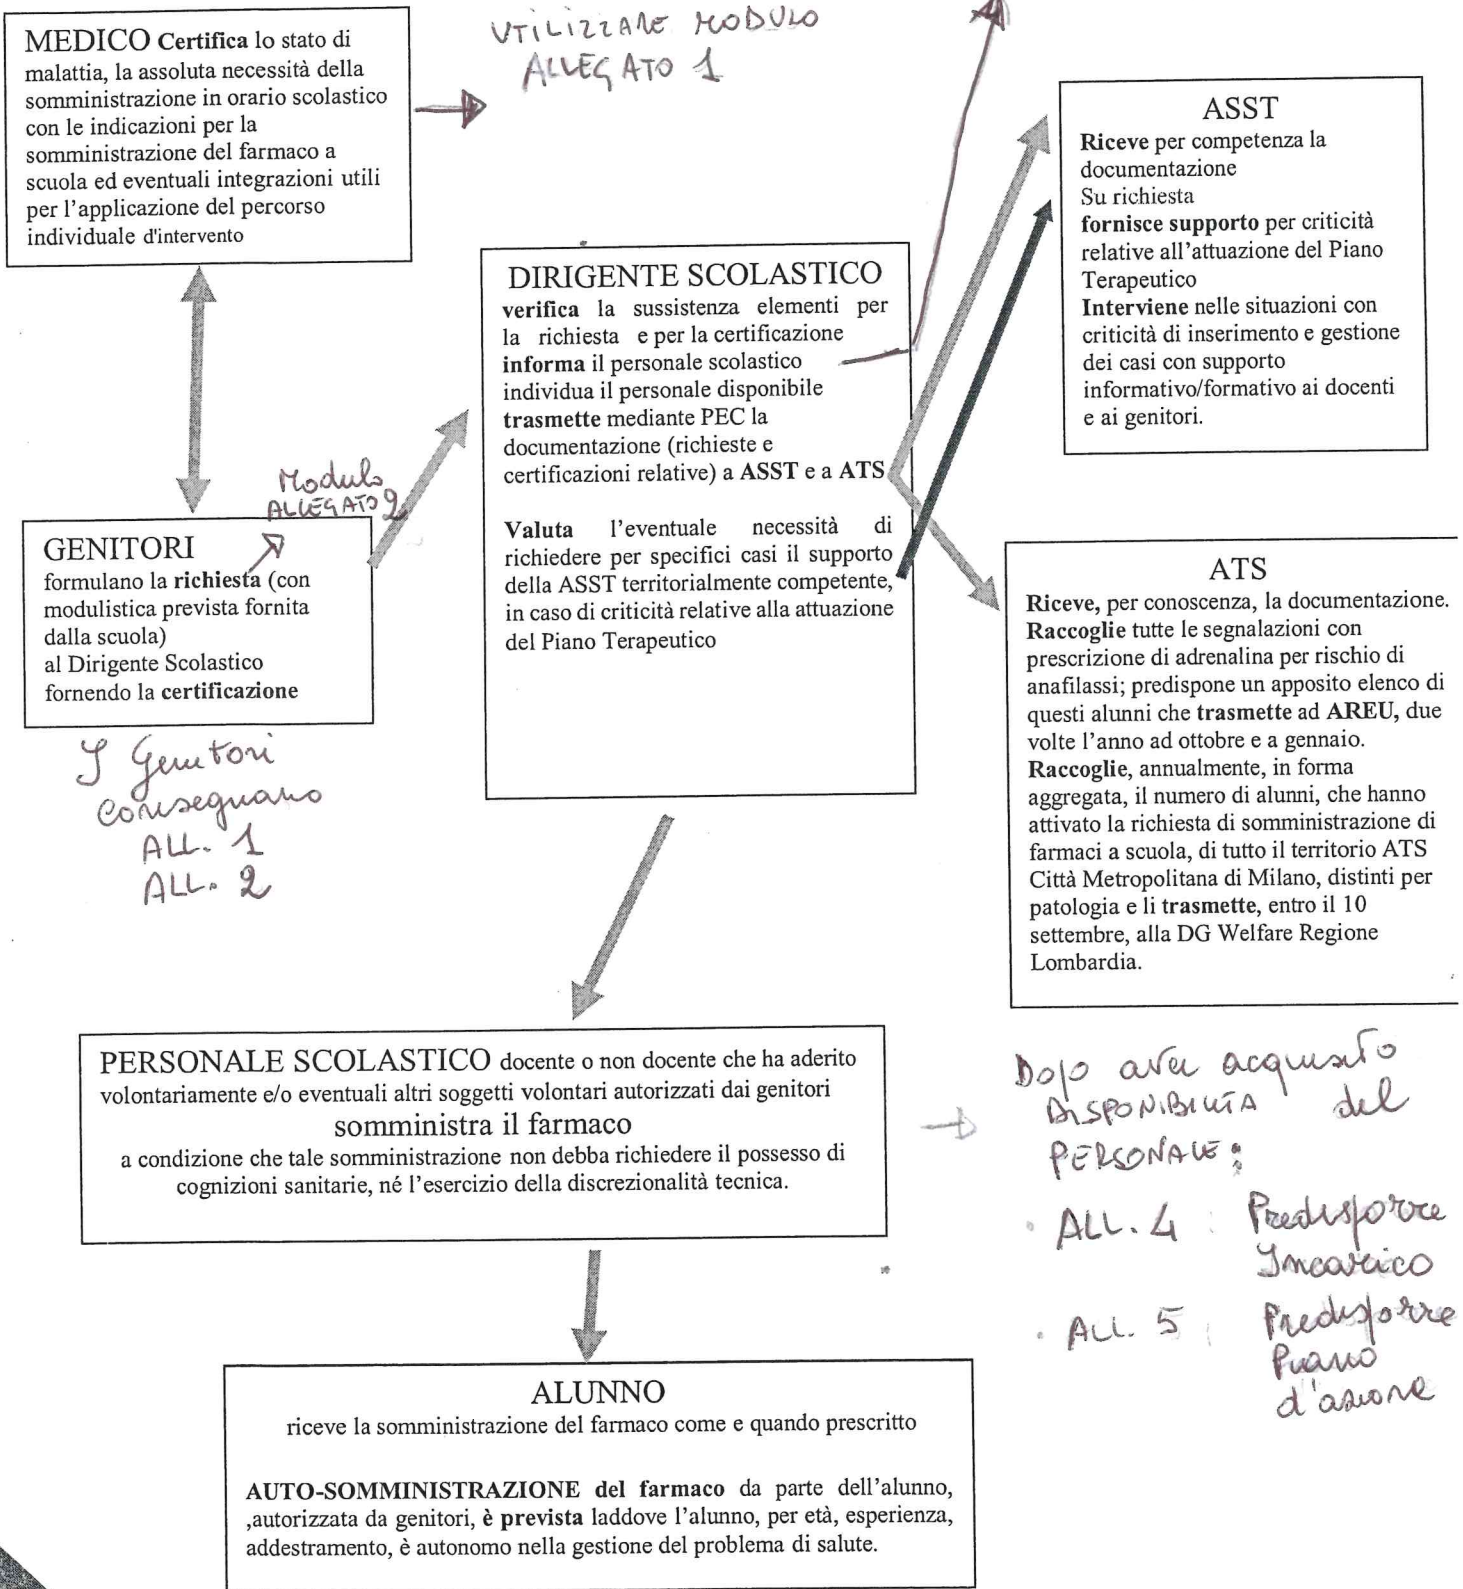 UTILIZZARE MODULO
ALLEGATO 1
MEDICO Certifica lo stato di
malattia, la assoluta necessità della
somministrazione in orario scolastico
con le indicazioni per la
somministrazione del farmaco a
scuola ed eventuali integrazioni utili
per l'applicazione del percorso
individuale d'intervento
ASST
Riceve per competenza la
documentazione
Su richiesta
fornisce supporto per criticità
relative all'attuazione del Piano
Terapeutico
Interviene nelle situazioni con
criticità di inserimento e gestione
dei casi con supporto
informativo/formativo ai docenti
e ai genitori.
DIRIGENTE SCOLASTICO
verifica la sussistenza elementi per
la richiesta e per la certificazione
informa il personale scolastico
individua il personale disponibile
trasmette mediante PEC la
documentazione (richieste e
certificazioni relative) a ASST e a ATS
Valuta l'eventuale necessità di
richiedere per specifici casi il supporto
della ASST territorialmente competente,
in caso di criticità relative alla attuazione
del Piano Terapeutico
Modulo
ALLEGATO 2
GENITORI
formulano la richiesta (con
modulistica prevista fornita
dalla scuola)
al Dirigente Scolastico
fornendo la certificazione
I Genitori
consegnano
ALL. 1
ALL. 2
ATS
Riceve, per conoscenza, la documentazione.
Raccoglie tutte le segnalazioni con
prescrizione di adrenalina per rischio di
anafilassi; predispone un apposito elenco di
questi alunni che trasmette ad AREU, due
volte l'anno ad ottobre e a gennaio.
Raccoglie, annualmente, in forma
aggregata, il numero di alunni, che hanno
attivato la richiesta di somministrazione di
farmaci a scuola, di tutto il territorio ATS
Città Metropolitana di Milano, distinti per
patologia e li trasmette, entro il 10
settembre, alla DG Welfare Regione
Lombardia.
PERSONALE SCOLASTICO docente o non docente che ha aderito
volontariamente e/o eventuali altri soggetti volontari autorizzati dai genitori
somministra il farmaco
a condizione che tale somministrazione non debba richiedere il possesso di
cognizioni sanitarie, né l'esercizio della discrezionalità tecnica.
Dopo aver acquisito
DISPONIBILITA del
PERSONALE:
· ALL. 4 : Predisporre
Incarico
· ALL. 5 : Predisporre
Piano
d'azione
ALUNNO
riceve la somministrazione del farmaco come e quando prescritto
AUTO-SOMMINISTRAZIONE del farmaco da parte dell'alunno,
,autorizzata da genitori, è prevista laddove l'alunno, per età, esperienza,
addestramento, è autonomo nella gestione del problema di salute.